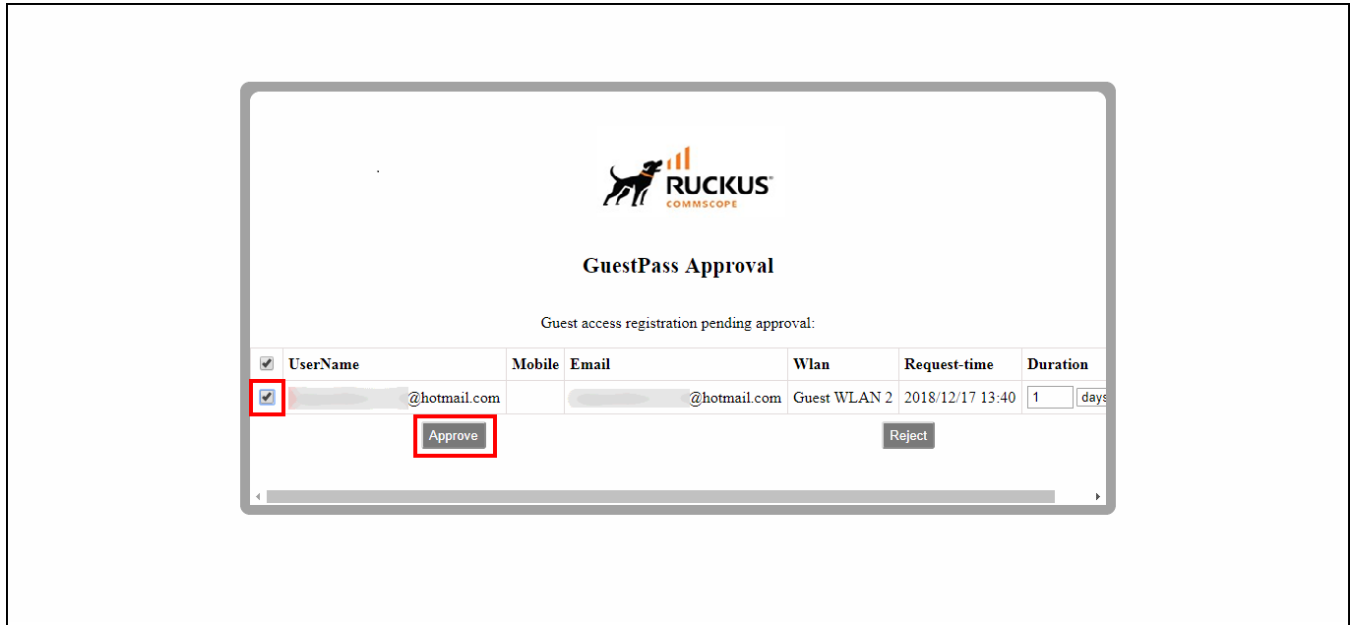 RUCKUS
COMMSCOPE
GuestPass Approval
Guest access registration pending approval:
UserName Mobile Email Wlan Request-time Duration
@hotmail.com @hotmail.com Guest WLAN 2 2018/12/17 13:40 1 days
Approve Reject